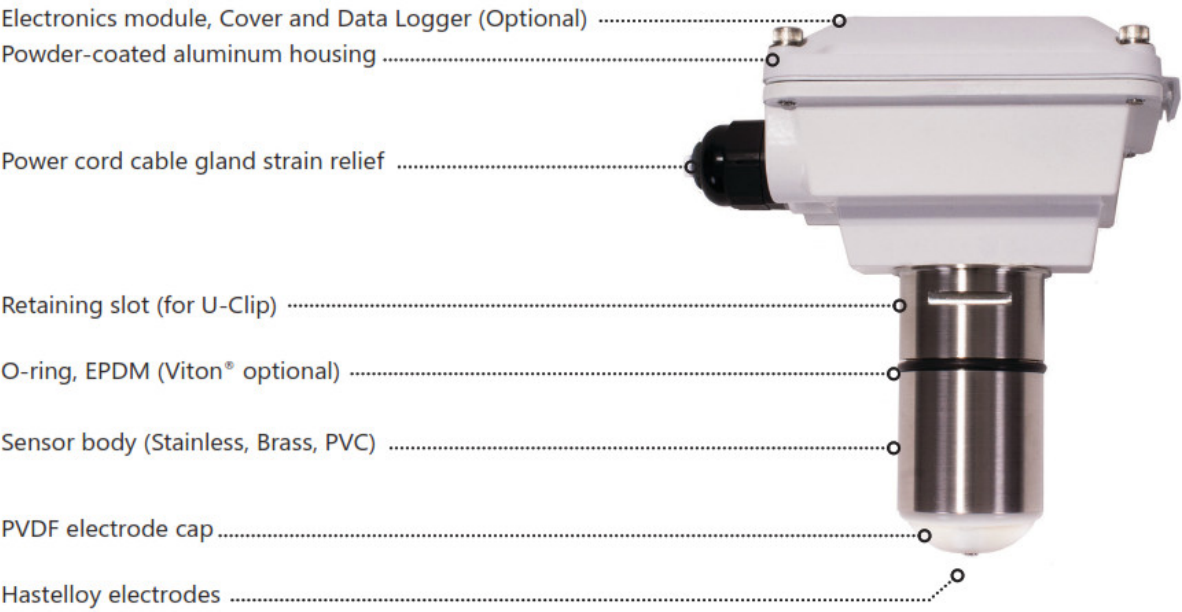 Electronics module, Cover and Data Logger (Optional)
Powder-coated aluminum housing
Power cord cable gland strain relief
Retaining slot (for U-Clip)
O-ring, EPDM (Viton® optional)
Sensor body (Stainless, Brass, PVC)
PVDF electrode cap
Hastelloy electrodes